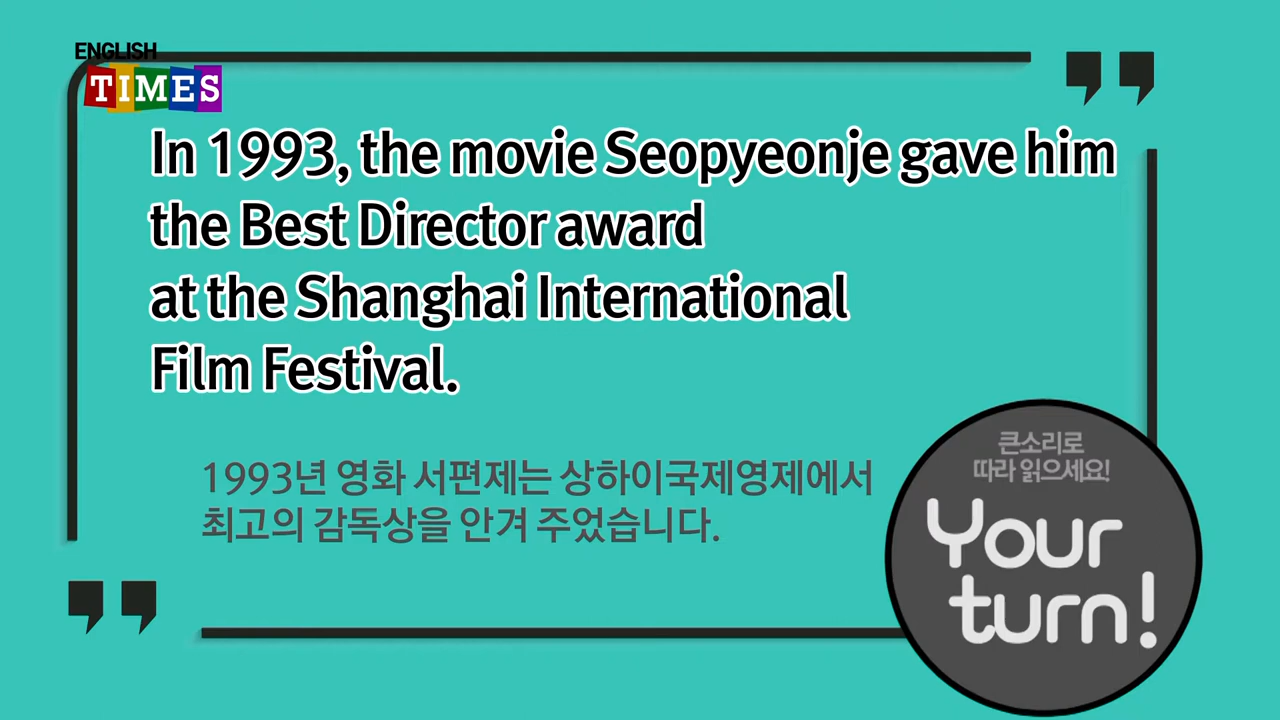 ENGLISH
TIMES
In 1993, the movie Seopyeonje gave him
the Best Director award
at the Shanghai International
Film Festival.
1993년 영화 서편제는 상하이국제영제에서
최고의 감독상을 안겨 주었습니다.
큰소리로
따라 읽으세요!
Your
turn!